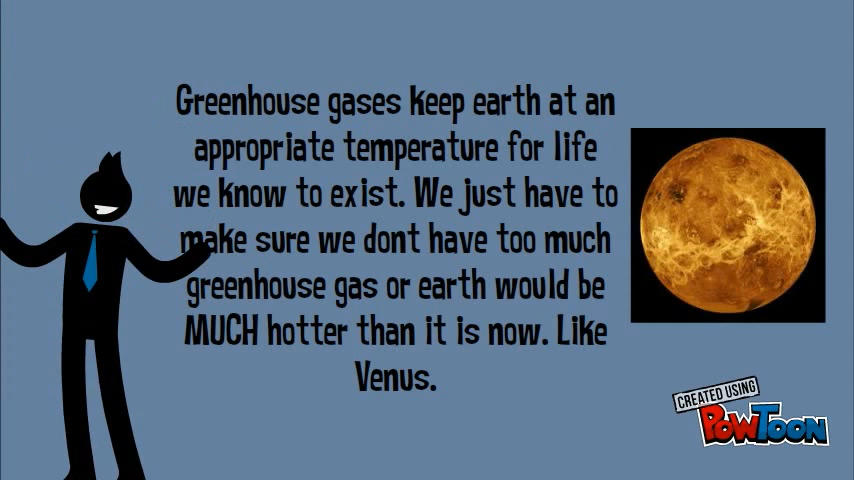 Greenhouse gases keep earth at an
appropriate temperature for life
we know to exist. We just have to
make sure we dont have too much
greenhouse gas or earth would be
MUCH hotter than it is now. Like
Venus.
CREATED USING
POWTOON